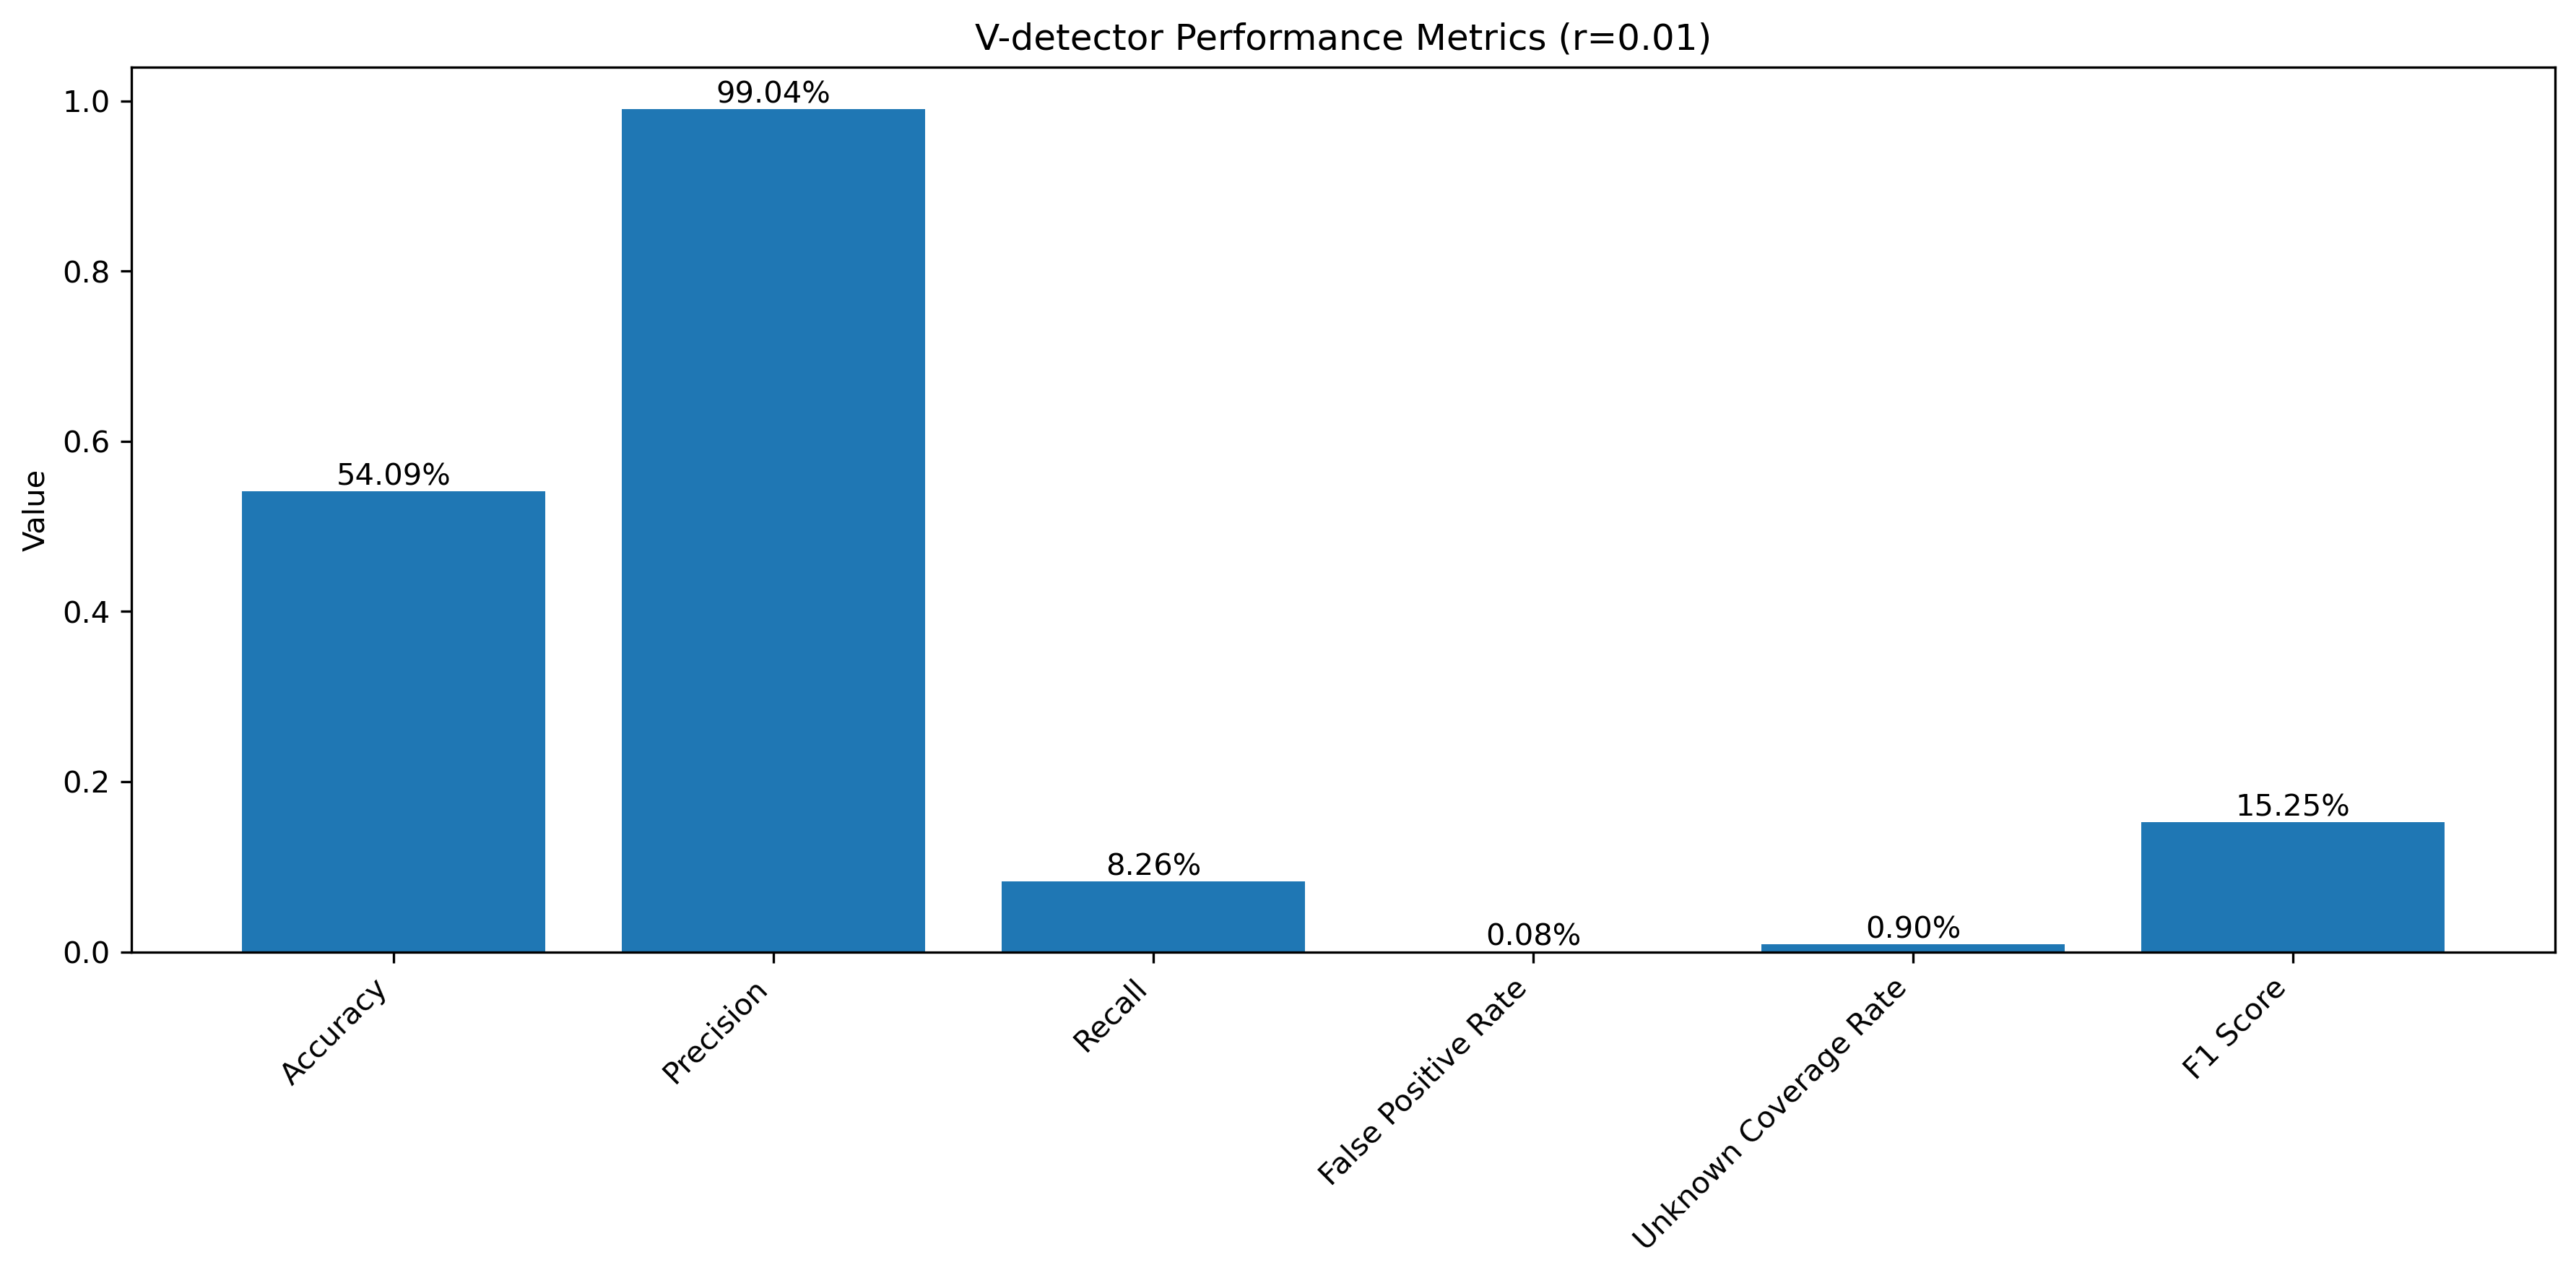 V-detector Performance Metrics (r=0.01)
Value
1.0
0.8
0.6
0.4
0.2
0.0
54.09%
99.04%
8.26%
0.08%
0.90%
15.25%
Accuracy
Precision
Recall
False Positive Rate
Unknown Coverage Rate
F1 Score